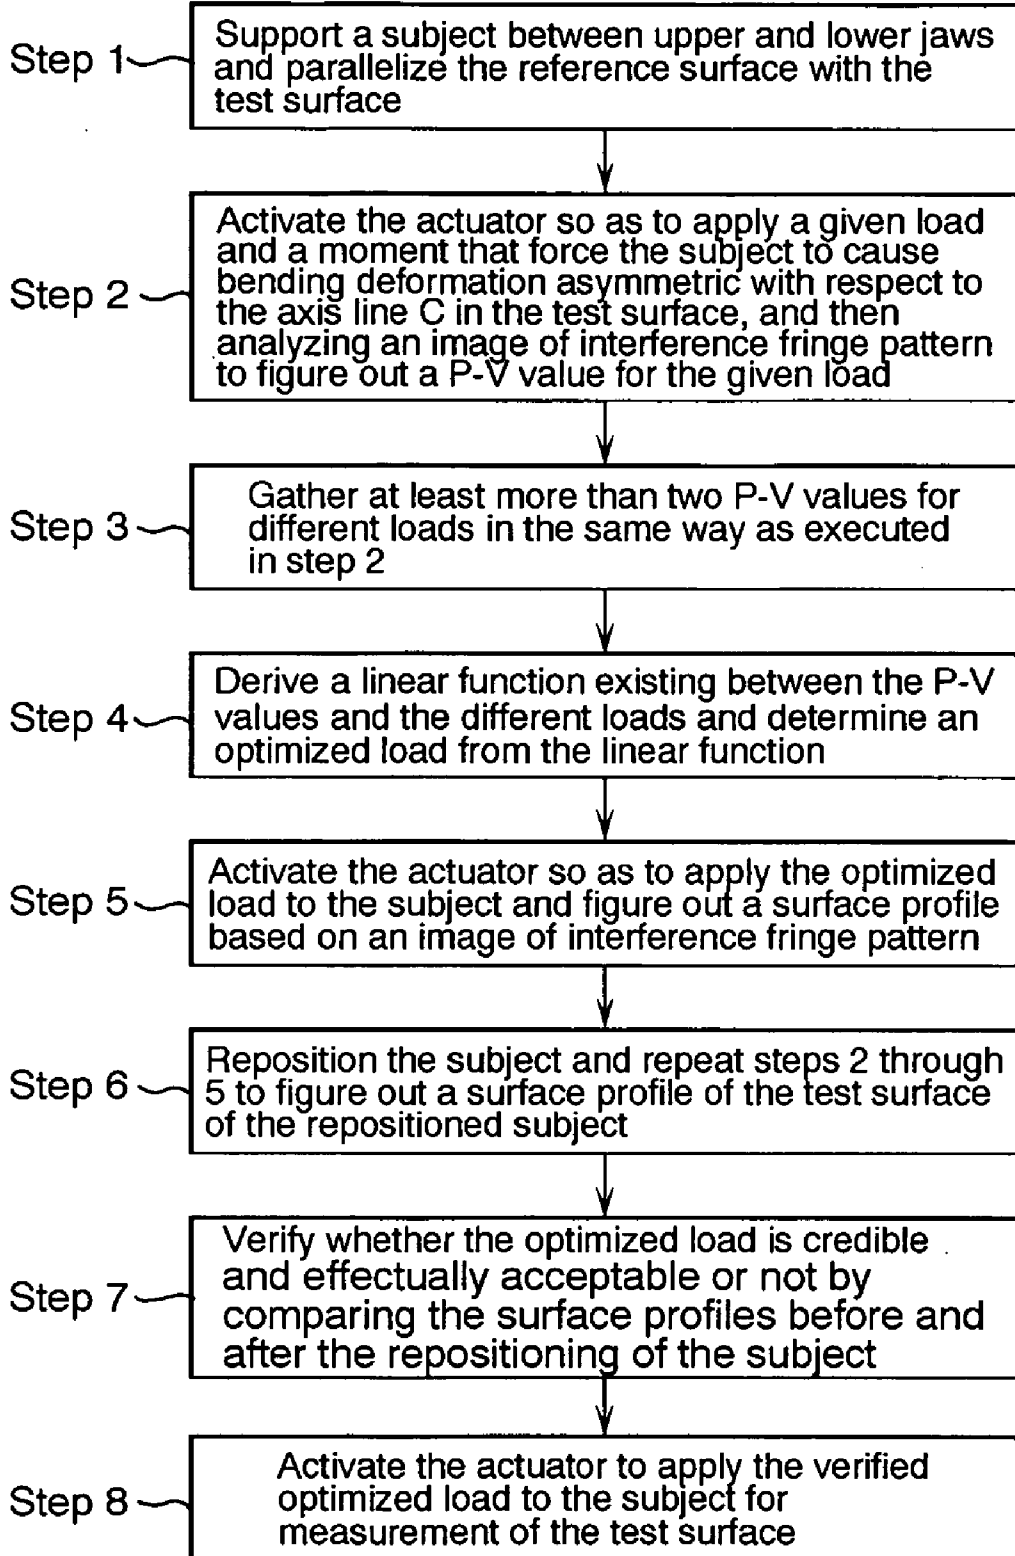 Step 1
Support a subject between upper and lower jaws
and parallelize the reference surface with the
test surface
Step 2
Activate the actuator so as to apply a given load
and a moment that force the subject to cause
bending deformation asymmetric with respect to
the axis line C in the test surface, and then
analyzing an image of interference fringe pattern
to figure out a P-V value for the given load
Step 3
Gather at least more than two P-V values for
different loads in the same way as executed
in step 2
Step 4
Derive a linear function existing between the P-V
values and the different loads and determine an
optimized load from the linear function
Step 5
Activate the actuator so as to apply the optimized
load to the subject and figure out a surface profile
based on an image of interference fringe pattern
Step 6
Reposition the subject and repeat steps 2 through
5 to figure out a surface profile of the test surface
of the repositioned subject
Step 7
Verify whether the optimized load is credible
and effectually acceptable or not by
comparing the surface profiles before and
after the repositioning of the subject
Step 8
Activate the actuator to apply the verified
optimized load to the subject for
measurement of the test surface